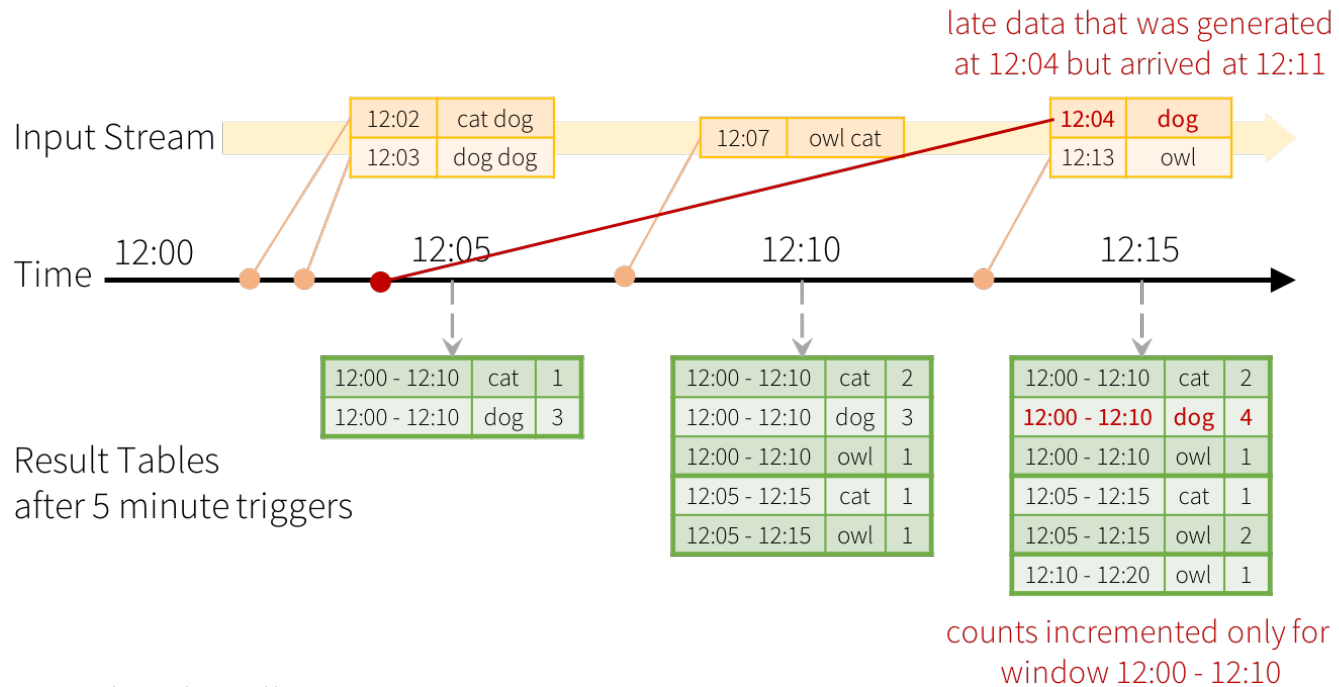 late data that was generated
at 12:04 but arrived at 12:11
Input Stream
12:02 cat dog
12:03 dog dog
12:07 owl cat
12:04 dog
12:13 owl
Time
12:00
12:05
12:10
12:15
Result Tables
after 5 minute triggers
12:00 - 12:10 cat 1
12:00 - 12:10 dog 3
12:00 - 12:10 cat 2
12:00 - 12:10 dog 3
12:00 - 12:10 owl 1
12:05 - 12:15 cat 1
12:05 - 12:15 owl 1
12:00 - 12:10 cat 2
12:00 - 12:10 dog 4
12:00 - 12:10 owl 1
12:05 - 12:15 cat 1
12:05 - 12:15 owl 2
12:10 - 12:20 owl 1
counts incremented only for
window 12:00 - 12:10